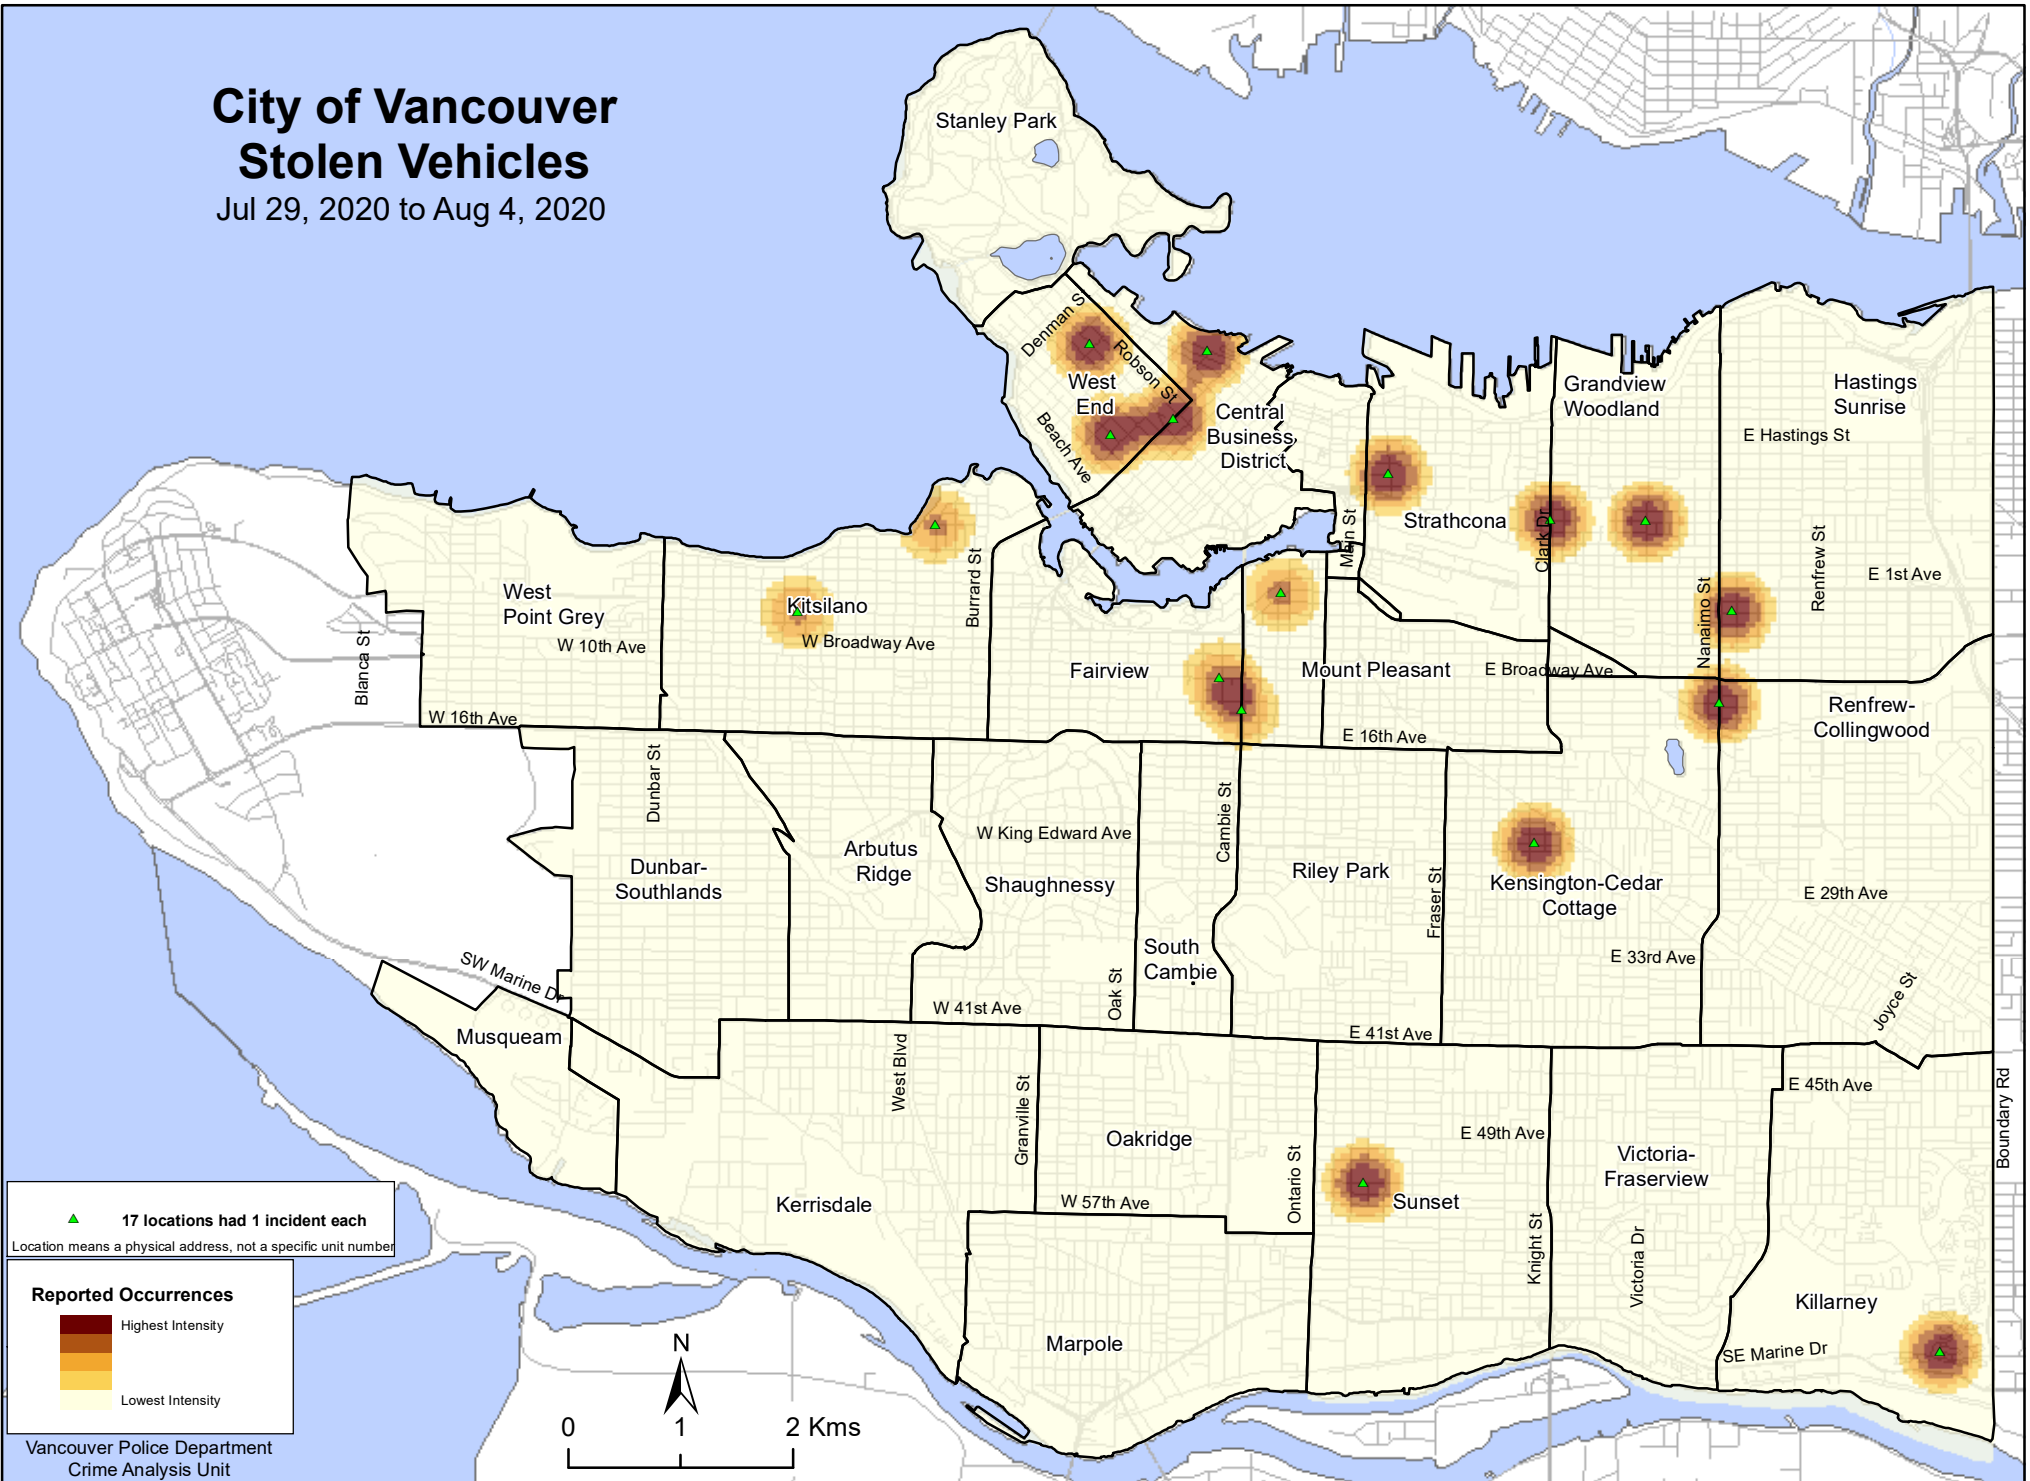 City of Vancouver
Stolen Vehicles
Jul 29, 2020 to Aug 4, 2020
Stanley Park
Denman S
Robson St
West
End
Beach Ave
Central
Business
District
Grandview
Woodland
Hastings
Sunrise
E Hastings St
Strathcona
Main St
Clark Dr
Nanaimo St
Renfrew St
E 1st Ave
West
Point Grey
W 10th Ave
Blanca St
W 16th Ave
Kitsilano
W Broadway Ave
Burrard St
Fairview
Mount Pleasant
E Broadway Ave
E 16th Ave
Renfrew-
Collingwood
Dunbar St
Dunbar-
Southlands
Arbutus
Ridge
W King Edward Ave
Shaughnessy
Cambie St
South
Cambie
Oak St
W 41st Ave
Riley Park
Fraser St
Kensington-Cedar
Cottage
E 29th Ave
E 33rd Ave
Joyce St
E 41st Ave
SW Marine Dr
Musqueam
West Blvd
Granville St
Oakridge
W 57th Ave
Ontario St
E 49th Ave
E 45th Ave
Boundary Rd
Victoria-
Fraserview
Kerrisdale
Sunset
Knight St
Victoria Dr
Killarney
SE Marine Dr
Marpole
17 locations had 1 incident each
Location means a physical address, not a specific unit number
Reported Occurrences
Highest Intensity
Lowest Intensity
Vancouver Police Department
Crime Analysis Unit
N
0 1 2 Kms